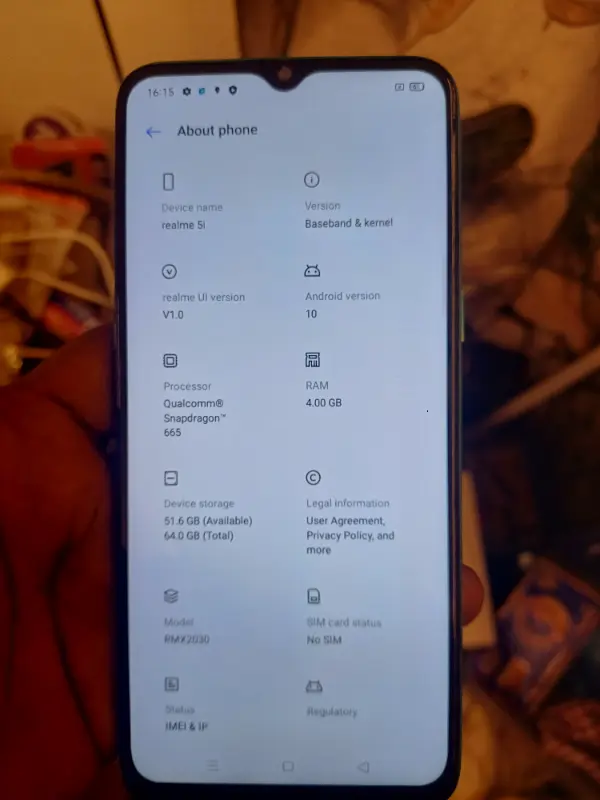 16:15
About phone
Device name
realme 5i
Version
Baseband & kernel
realme UI version
V1.0
Android version
10
Processor
Qualcomm®
Snapdragon™
665
RAM
4.00 GB
Device storage
51.6 GB (Available)
64.0 GB (Total)
Legal information
User Agreement,
Privacy Policy, and
more
Model
RMX2030
SIM card status
No SIM
Status
IMEI & IP
Regulatory